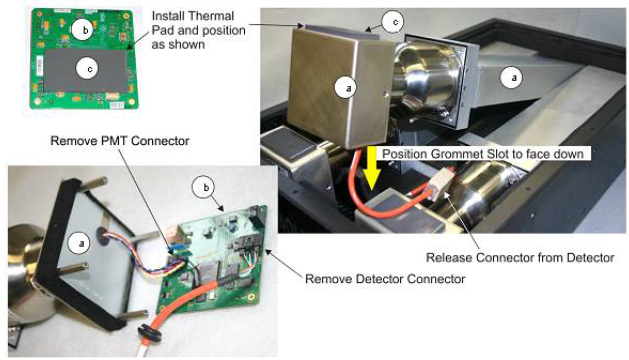 Install Thermal
Pad and position
as shown
c
b
c
a
a
Remove PMT Connector
Position Grommet Slot to face down
b
a
Release Connector from Detector
Remove Detector Connector